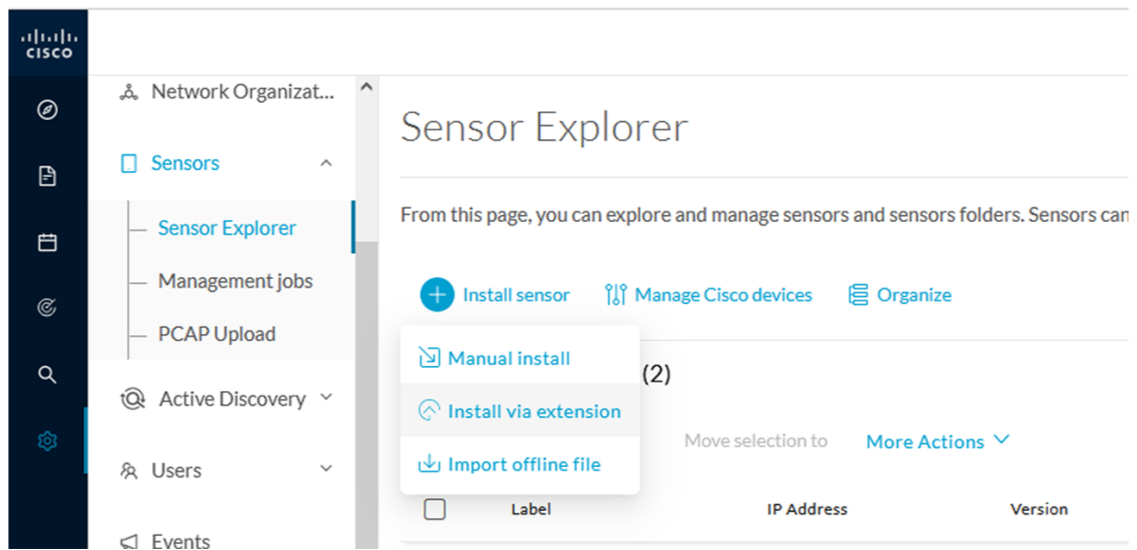 CISCO
Network Organizat...
Sensors
Sensor Explorer
Management jobs
PCAP Upload
Active Discovery
Users
Events
Sensor Explorer
From this page, you can explore and manage sensors and sensors folders. Sensors can
Install sensor Manage Cisco devices Organize
Manual install
Install via extension
Import offline file
(2)
Move selection to More Actions
Label IP Address Version